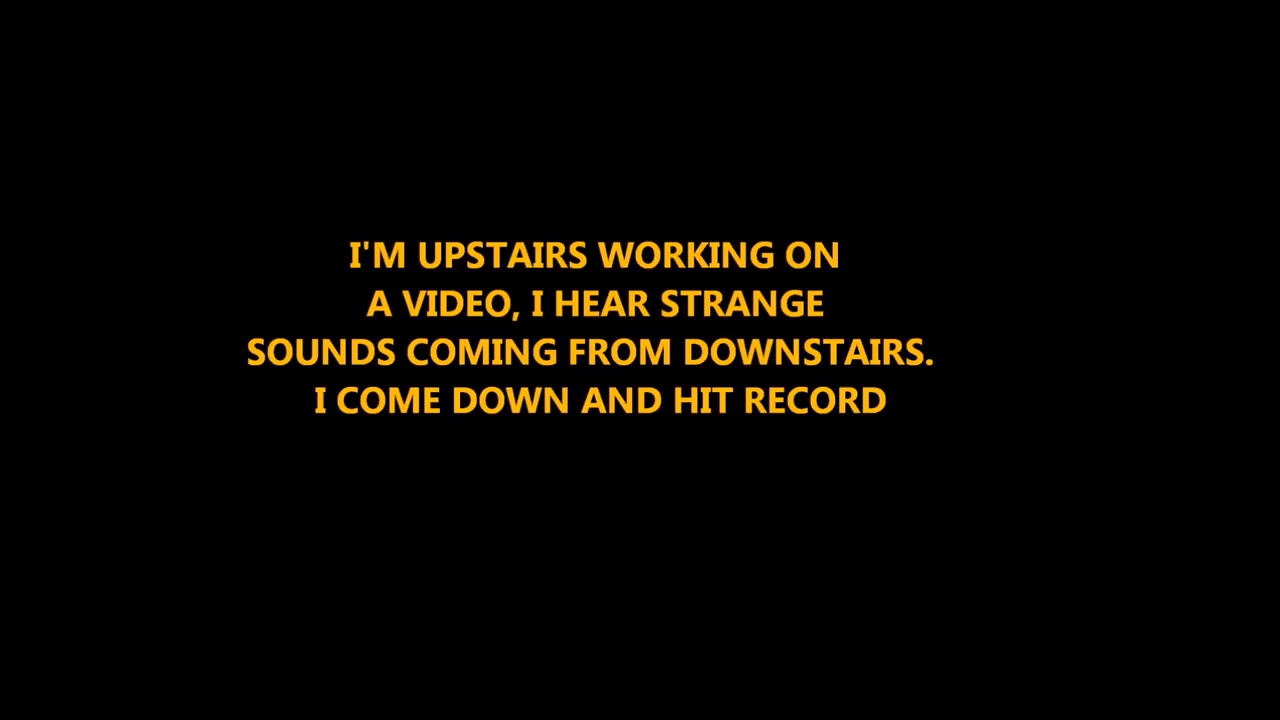 I'M UPSTAIRS WORKING ON
A VIDEO, I HEAR STRANGE
SOUNDS COMING FROM DOWNSTAIRS.
I COME DOWN AND HIT RECORD